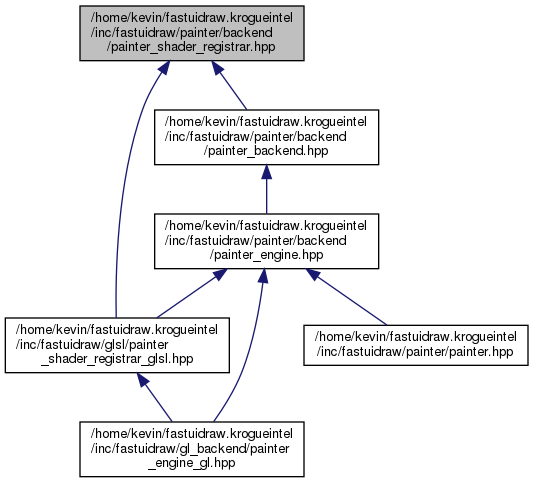 /home/kevin/fastuidraw.krogueintel
/inc/fastuidraw/painter/backend
/painter_shader_registrar.hpp
/home/kevin/fastuidraw.krogueintel
/inc/fastuidraw/painter/backend
/painter_backend.hpp
/home/kevin/fastuidraw.krogueintel
/inc/fastuidraw/painter/backend
/painter_engine.hpp
/home/kevin/fastuidraw.krogueintel
/inc/fastuidraw/glsl/painter
_shader_registrar_glsl.hpp
/home/kevin/fastuidraw.krogueintel
/inc/fastuidraw/painter/painter.hpp
/home/kevin/fastuidraw.krogueintel
/inc/fastuidraw/gl_backend/painter
_engine_gl.hpp